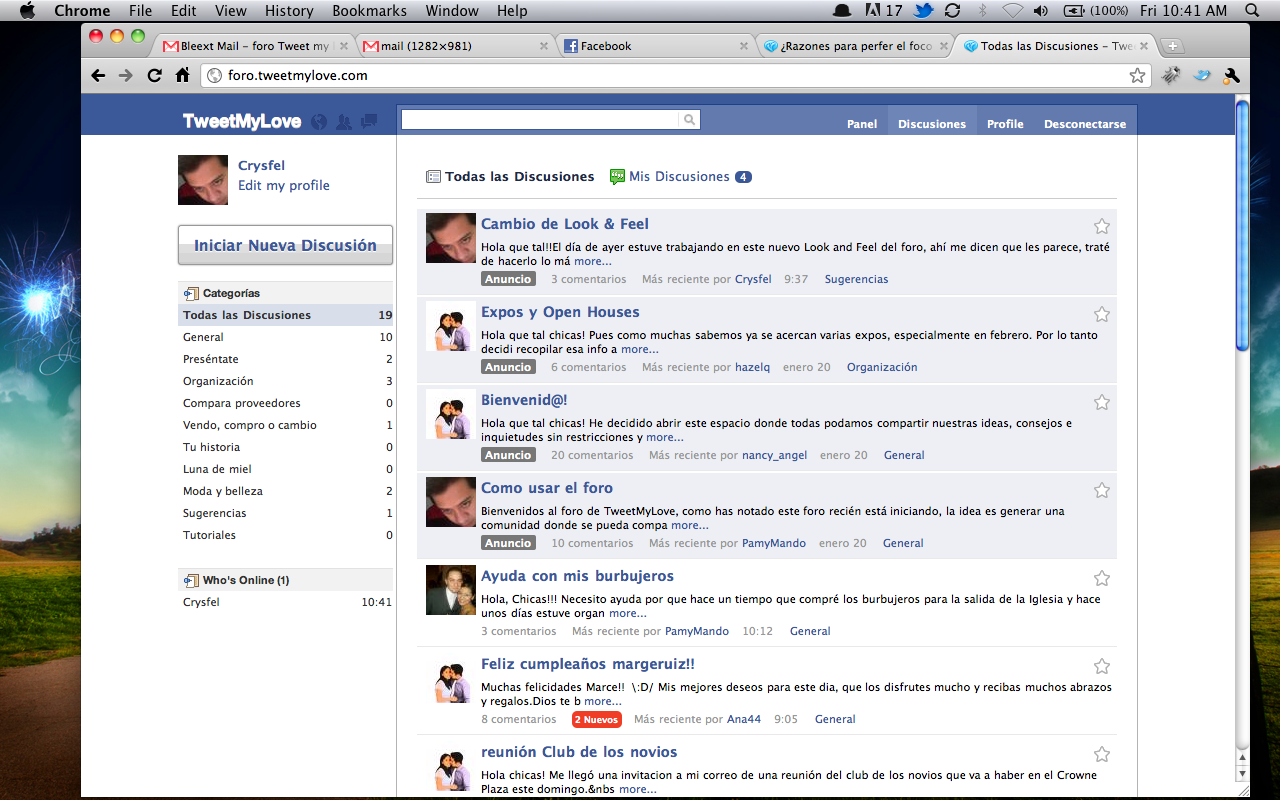 Chrome File Edit View History Bookmarks Window Help 17 (100%) Fri 10:41 AM
Bleext Mail – foro Tweet my
mail (1282×981)
Facebook
¿Razones para perfer el foco
Todas las Discusiones – Twe
foro.tweetmylove.com
TweetMyLove
Panel Discusiones Profile Desconectarse
Crysfel
Edit my profile
Iniciar Nueva Discusión
Categorías
Todas las Discusiones 19
General 10
Preséntate 2
Organización 3
Compara proveedores 0
Vendo, compro o cambio 1
Tu historia 0
Luna de miel 0
Moda y belleza 2
Sugerencias 1
Tutoriales 0
Who's Online (1)
Crysfel 10:41
Todas las Discusiones Mis Discusiones 4
Cambio de Look & Feel
Hola que tal!!El día de ayer estuve trabajando en este nuevo Look and Feel del foro, ahí me dicen que les parece, traté
de hacerlo lo má more...
Anuncio 3 comentarios Más reciente por Crysfel 9:37 Sugerencias
Expos y Open Houses
Hola que tal chicas! Pues como muchas sabemos ya se acercan varias expos, especialmente en febrero. Por lo tanto
decidi recopilar esa info a more...
Anuncio 6 comentarios Más reciente por hazelq enero 20 Organización
Bienvenid@!
Hola que tal chicas! He decidido abrir este espacio donde todas podamos compartir nuestras ideas, consejos e
inquietudes sin restricciones y more...
Anuncio 20 comentarios Más reciente por nancy_angel enero 20 General
Como usar el foro
Bienvenidos al foro de TweetMyLove, como has notado este foro recién está iniciando, la idea es generar una
comunidad donde se pueda compa more...
Anuncio 10 comentarios Más reciente por PamyMando enero 20 General
Ayuda con mis burbujeros
Hola, Chicas!!! Necesito ayuda por que hace un tiempo que compré los burbujeros para la salida de la Iglesia y hace
unos días estuve organ more...
3 comentarios Más reciente por PamyMando 10:12 General
Feliz cumpleaños margeruiz!!
Muchas felicidades Marce!! \:D/ Mis mejores deseos para este dia, que los disfrutes mucho y recibas muchos abrazos
y regalos.Dios te b more...
8 comentarios 2 Nuevos Más reciente por Ana44 9:05 General
reunión Club de los novios
Hola chicas! Me llegó una invitacion a mi correo de una reunión del club de los novios que va a haber en el Crowne
Plaza este domingo.&nbs more...